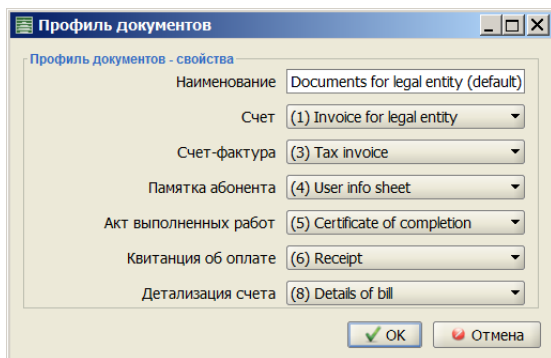 Профиль документов
Профиль документов - свойства
Наименование Documents for legal entity (default)
Счет (1) Invoice for legal entity
Счет-фактура (3) Tax invoice
Памятка абонента (4) User info sheet
Акт выполненных работ (5) Certificate of completion
Квитанция об оплате (6) Receipt
Детализация счета (8) Details of bill
OK Отмена